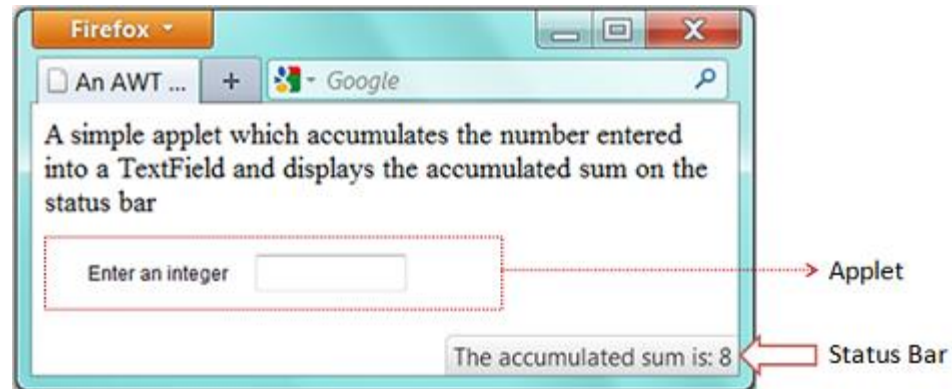 Firefox
An AWT ...
+
Google
A simple applet which accumulates the number entered
into a TextField and displays the accumulated sum on the
status bar
Enter an integer
Applet
The accumulated sum is: 8
Status Bar